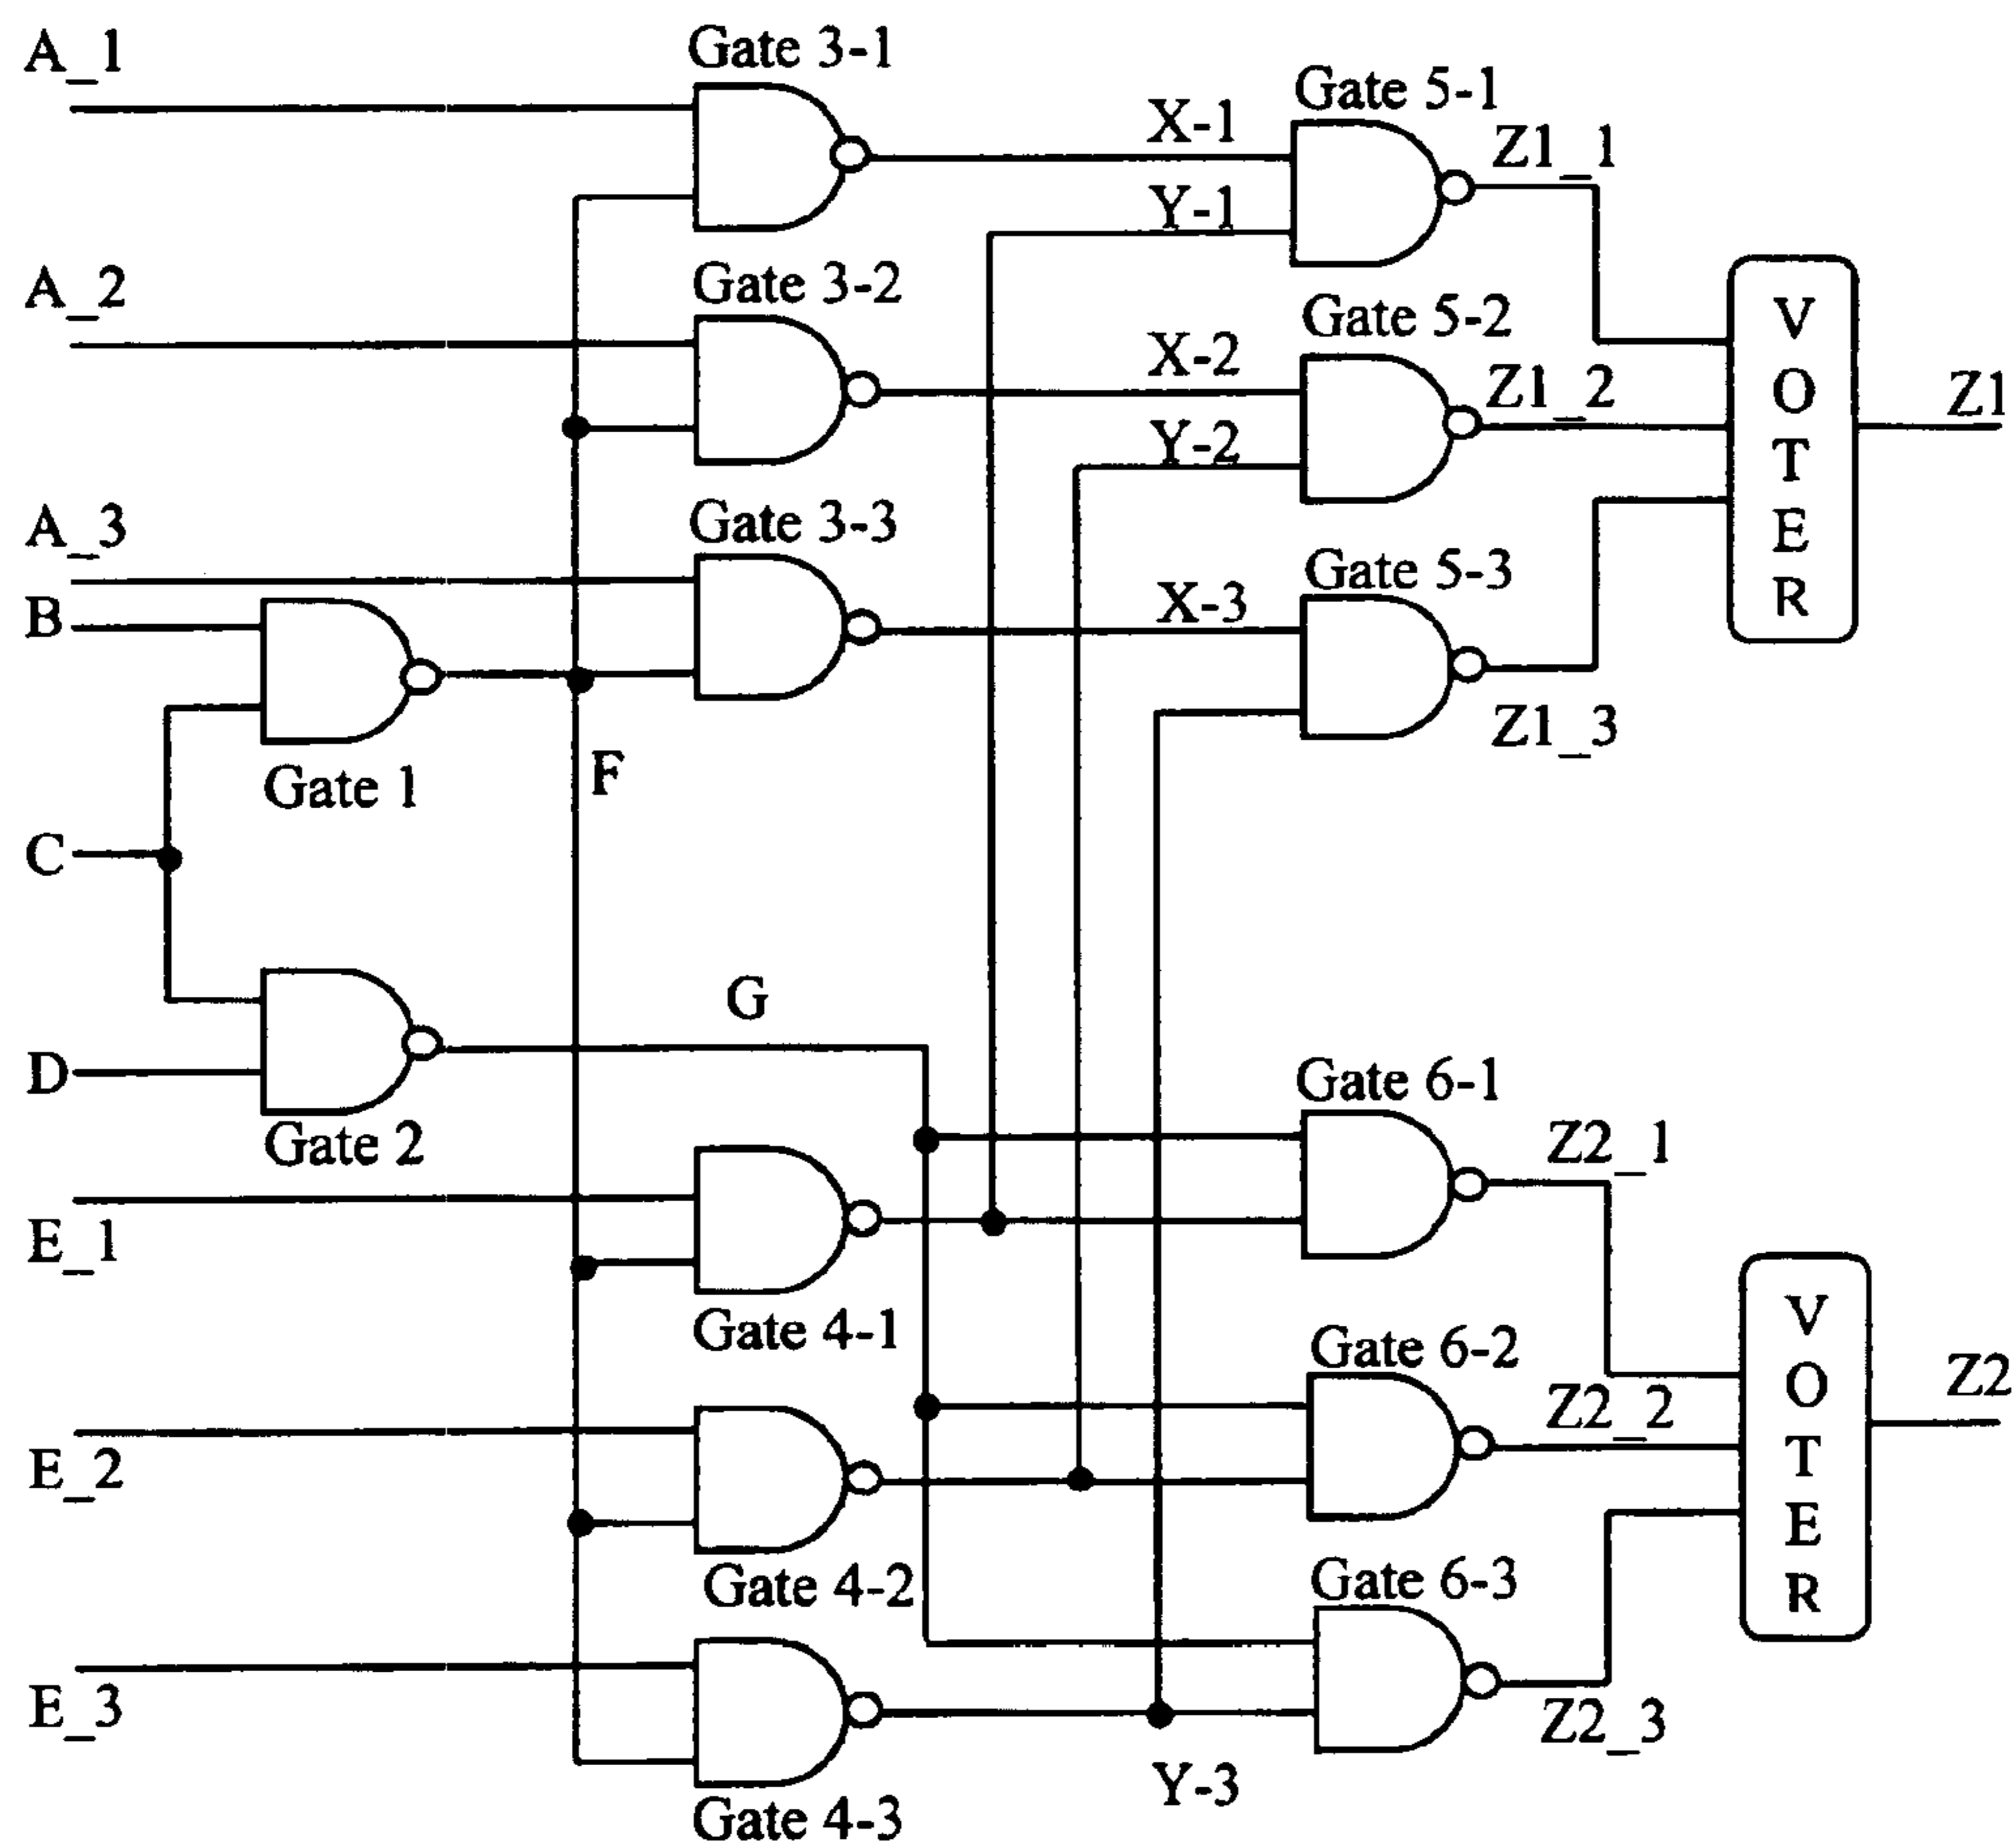 A_1
Gate 3-1
X-1
Gate 5-1
Z1_1
Y-1
A_2
Gate 3-2
X-2
Gate 5-2
Z1_2
Y-2
VOTER
Z1
A_3
Gate 3-3
X-3
Gate 5-3
Z1_3
B
Gate 1
F
C
G
D
Gate 2
Gate 6-1
Z2_1
E_1
Gate 4-1
Gate 6-2
Z2_2
VOTER
Z2
E_2
Gate 4-2
Gate 6-3
Z2_3
E_3
Y-3
Gate 4-3